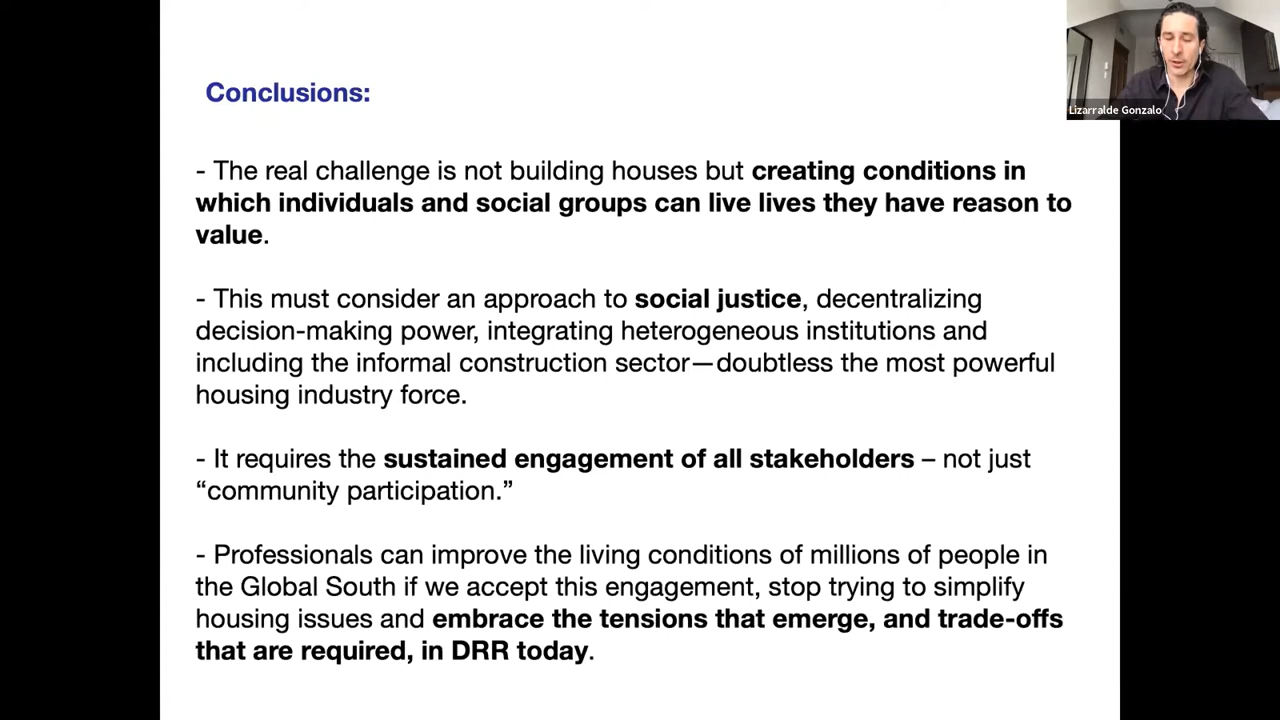 Conclusions:
Lizarralde Gonzalo
- The real challenge is not building houses but creating conditions in
which individuals and social groups can live lives they have reason to
value.
- This must consider an approach to social justice, decentralizing
decision-making power, integrating heterogeneous institutions and
including the informal construction sector—doubtless the most powerful
housing industry force.
- It requires the sustained engagement of all stakeholders – not just
“community participation.”
- Professionals can improve the living conditions of millions of people in
the Global South if we accept this engagement, stop trying to simplify
housing issues and embrace the tensions that emerge, and trade-offs
that are required, in DRR today.